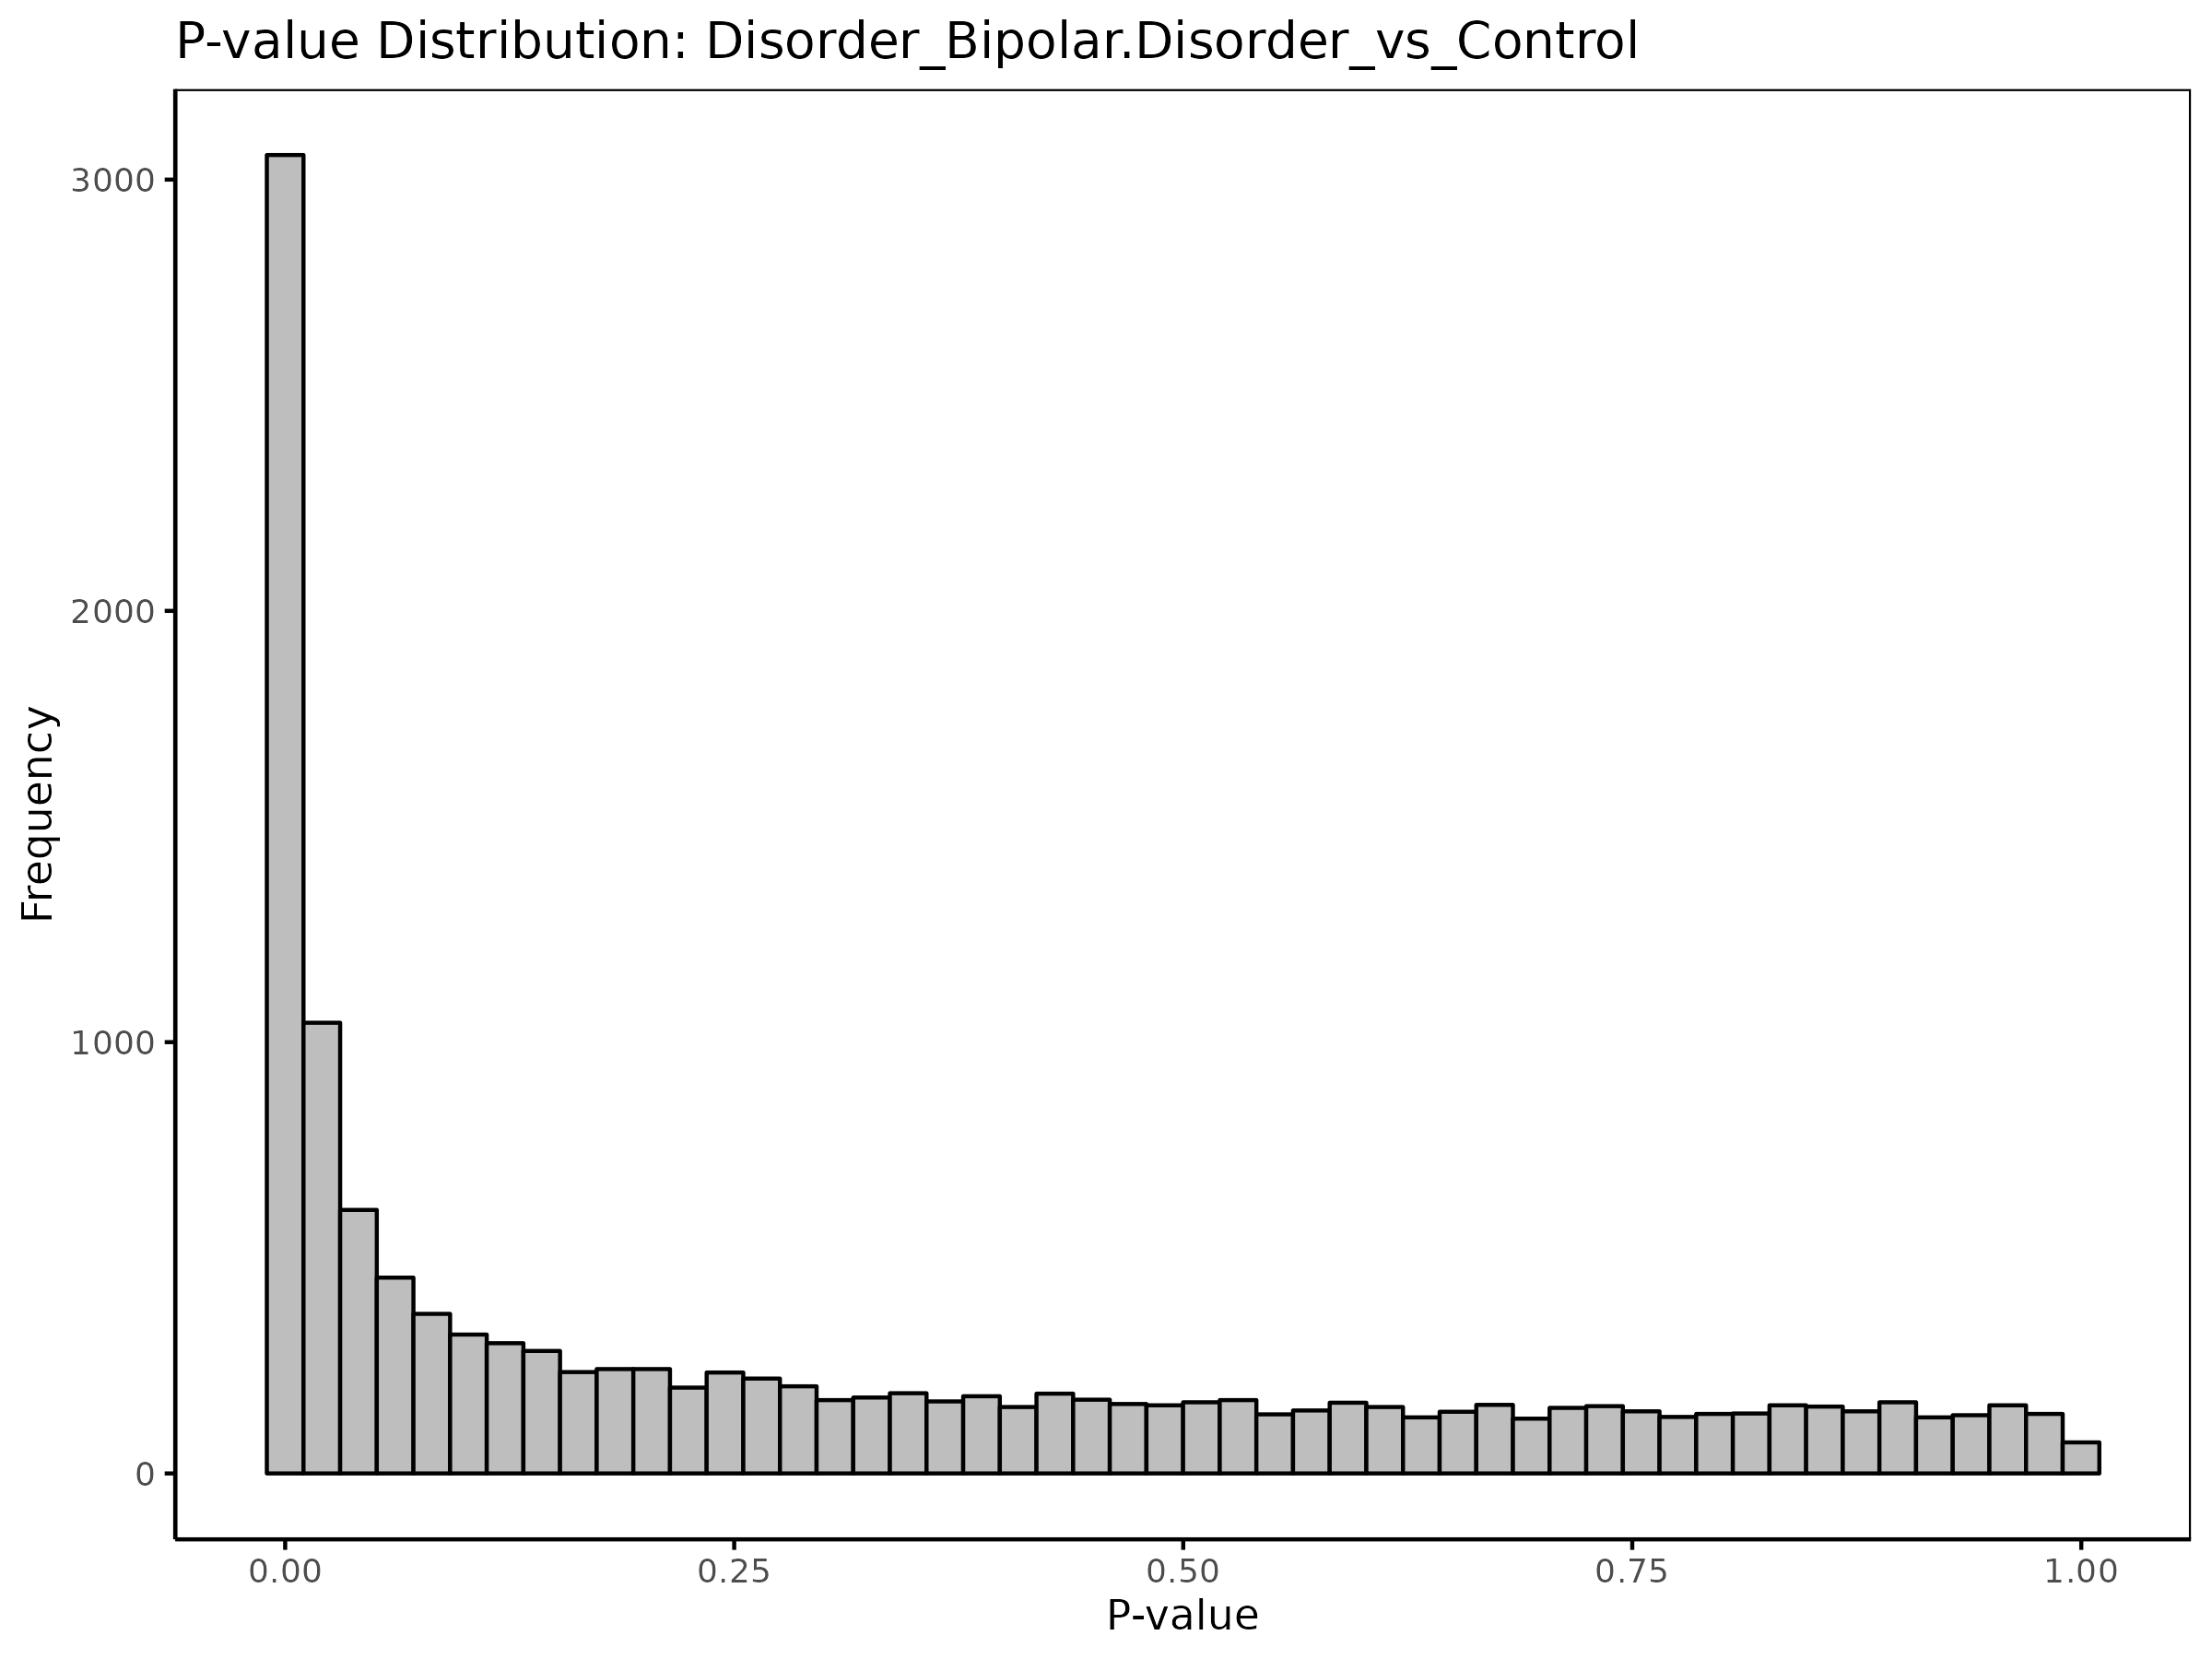 P-value Distribution: Disorder_Bipolar.Disorder_vs_Control
3000
2000
1000
0
Frequency
0.00 0.25 0.50 0.75 1.00
P-value